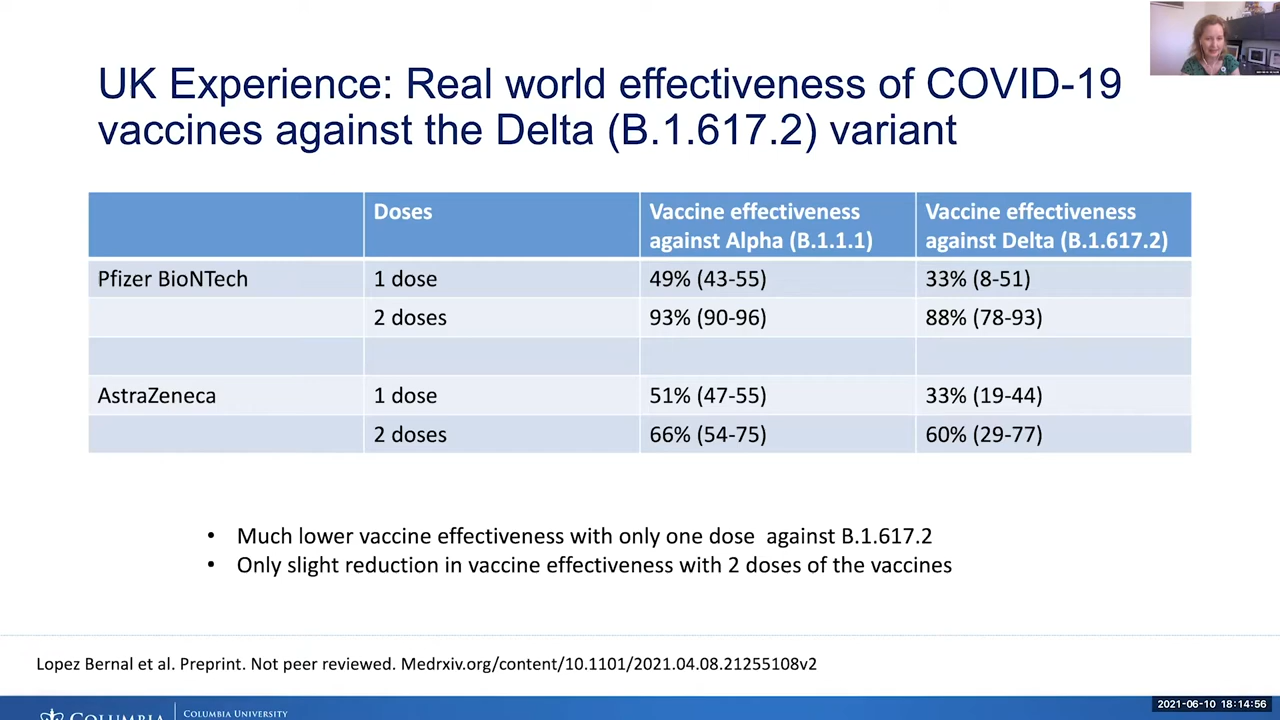 UK Experience: Real world effectiveness of COVID-19
vaccines against the Delta (B.1.617.2) variant
Doses
Vaccine effectiveness
against Alpha (B.1.1.1)
Vaccine effectiveness
against Delta (B.1.617.2)
Pfizer BioNTech 1 dose 49% (43-55) 33% (8-51)
2 doses 93% (90-96) 88% (78-93)
AstraZeneca 1 dose 51% (47-55) 33% (19-44)
2 doses 66% (54-75) 60% (29-77)
• Much lower vaccine effectiveness with only one dose against B.1.617.2
• Only slight reduction in vaccine effectiveness with 2 doses of the vaccines
Lopez Bernal et al. Preprint. Not peer reviewed. Medrxiv.org/content/10.1101/2021.04.08.21255108v2
COLUMBIA
COLUMBIA UNIVERSITY
2021-06-10 18:14:56